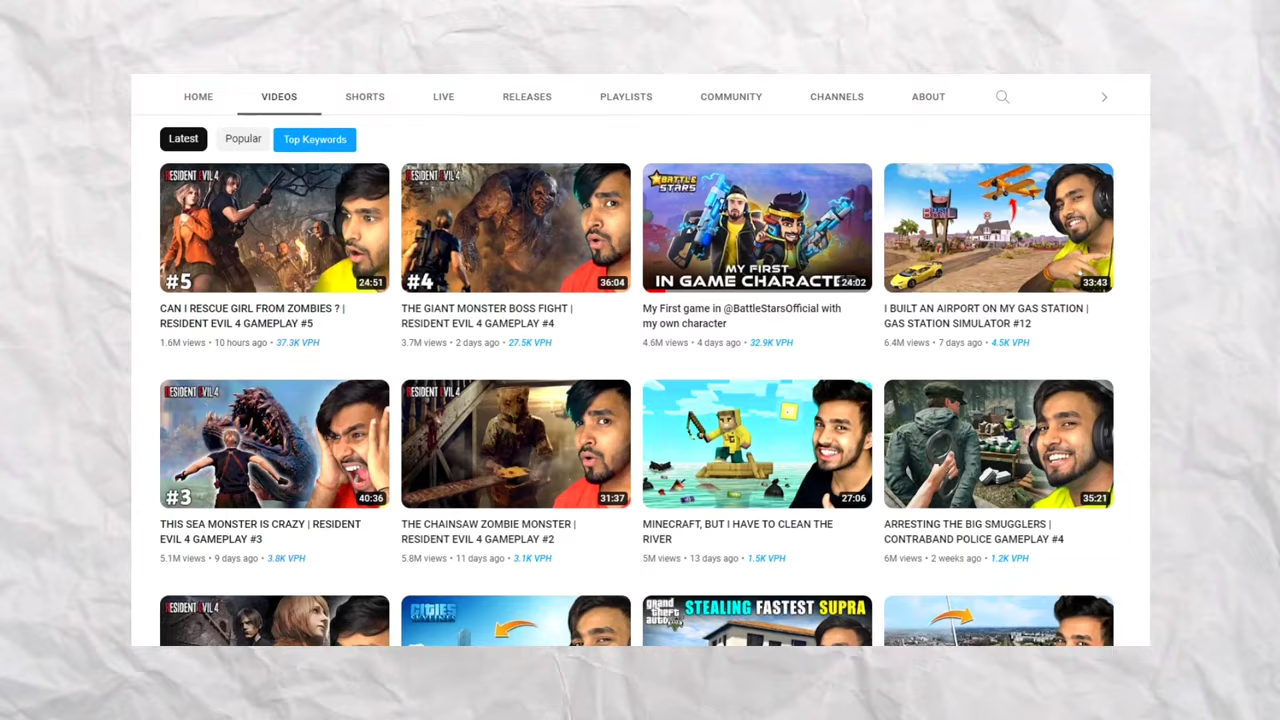 HOME VIDEOS SHORTS LIVE RELEASES PLAYLISTS COMMUNITY CHANNELS ABOUT
Latest Popular Top Keywords
RESIDENT EVIL 4
#5
24:51
RESIDENT EVIL 4
#4
36:04
BATTLE
STARS
MY FIRST
IN GAME CHARACTE
24:02
33:43
CAN I RESCUE GIRL FROM ZOMBIES ? |
RESIDENT EVIL 4 GAMEPLAY #5
1.6M views • 10 hours ago • 37.3K VPH
THE GIANT MONSTER BOSS FIGHT |
RESIDENT EVIL 4 GAMEPLAY #4
3.7M views • 2 days ago • 27.5K VPH
My First game in @BattleStarsOfficial with
my own character
4.6M views • 4 days ago • 32.9K VPH
I BUILT AN AIRPORT ON MY GAS STATION |
GAS STATION SIMULATOR #12
6.4M views • 7 days ago • 4.5K VPH
RESIDENT EVIL 4
#3
40:36
RESIDENT EVIL 4
31:37
27:06
35:21
THIS SEA MONSTER IS CRAZY | RESIDENT
EVIL 4 GAMEPLAY #3
5.1M views • 9 days ago • 3.8K VPH
THE CHAINSAW ZOMBIE MONSTER |
RESIDENT EVIL 4 GAMEPLAY #2
5.8M views • 11 days ago • 3.1K VPH
MINECRAFT, BUT I HAVE TO CLEAN THE
RIVER
5M views • 13 days ago • 1.5K VPH
ARRESTING THE BIG SMUGGLERS |
CONTRABAND POLICE GAMEPLAY #4
6M views • 2 weeks ago • 1.2K VPH
RESIDENT EVIL 4
CITIES
SKYLINES
grand
theft
auto
STEALING FASTEST SUPRA